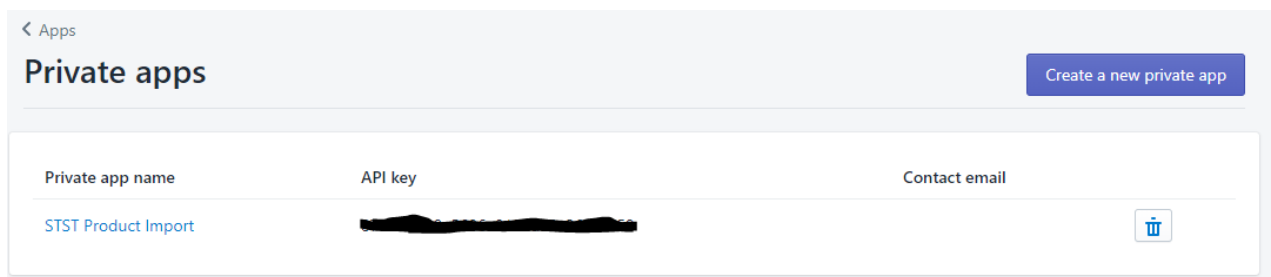 Apps
Private apps
Create a new private app
Private app name API key Contact email
STST Product Import